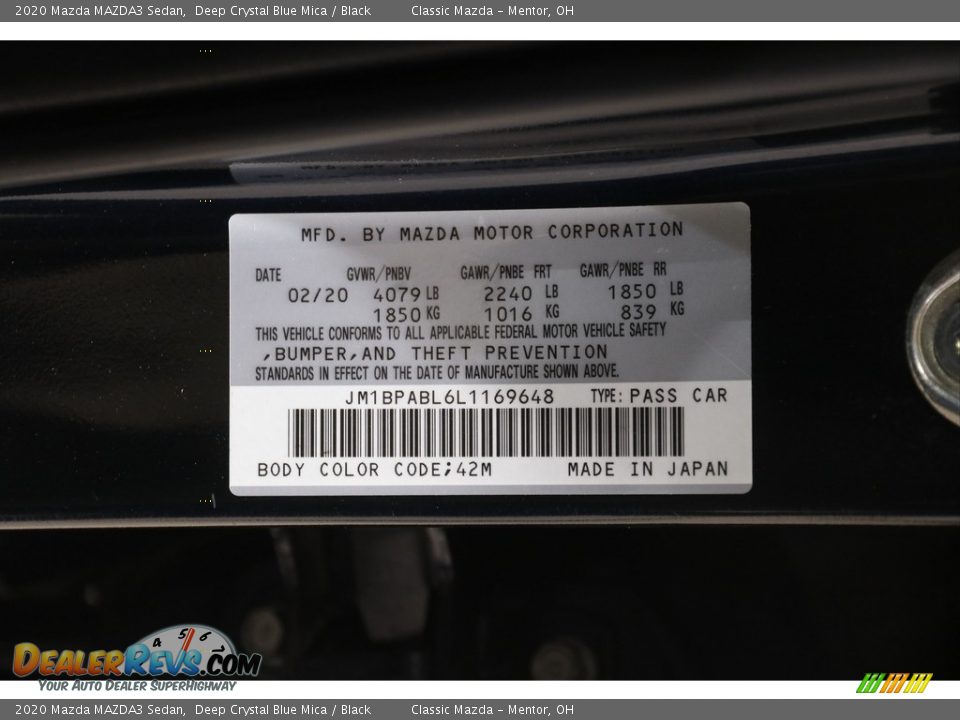 2020 Mazda MAZDA3 Sedan,  Deep Crystal Blue Mica / Black    Classic Mazda – Mentor, OH
MFD. BY MAZDA MOTOR CORPORATION
DATE GVWR/PNBV GAWR/PNBE FRT GAWR/PNBE RR
02/20 4079 LB 2240 LB 1850 LB
1850 KG 1016 KG 839 KG
THIS VEHICLE CONFORMS TO ALL APPLICABLE FEDERAL MOTOR VEHICLE SAFETY
,BUMPER,AND THEFT PREVENTION
STANDARDS IN EFFECT ON THE DATE OF MANUFACTURE SHOWN ABOVE.
JM1BPABL6L1169648 TYPE: PASS CAR
BODY COLOR CODE;42M MADE IN JAPAN
4 5 6 7
DEALERREVS.COM
YOUR AUTO DEALER SUPERHIGHWAY
2020 Mazda MAZDA3 Sedan,  Deep Crystal Blue Mica / Black    Classic Mazda – Mentor, OH